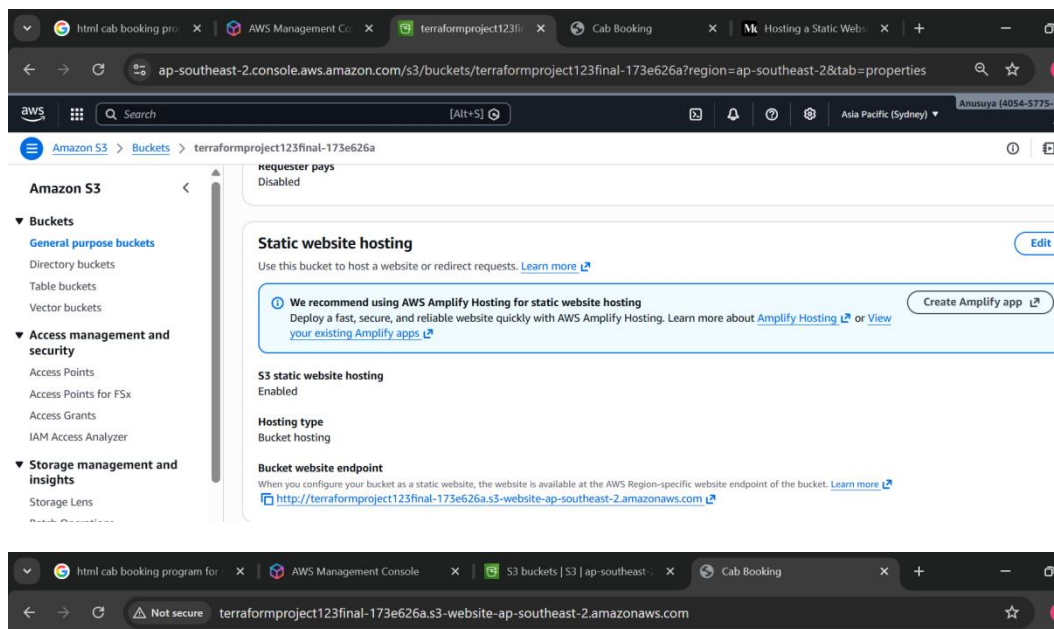 html cab booking pro
AWS Management Co
terraformproject123fi
Cab Booking
Hosting a Static Webs
ap-southeast-2.console.aws.amazon.com/s3/buckets/terraformproject123final-173e626a?region=ap-southeast-2&tab=properties
aws
Search
[Alt+S]
Asia Pacific (Sydney)
Anusuya (4054-5775-
Amazon S3 > Buckets > terraformproject123final-173e626a
Amazon S3
Buckets
General purpose buckets
Directory buckets
Table buckets
Vector buckets
Access management and
security
Access Points
Access Points for FSx
Access Grants
IAM Access Analyzer
Storage management and
insights
Storage Lens
Requester pays
Disabled
Static website hosting
Edit
Use this bucket to host a website or redirect requests. Learn more
We recommend using AWS Amplify Hosting for static website hosting
Create Amplify app
Deploy a fast, secure, and reliable website quickly with AWS Amplify Hosting. Learn more about Amplify Hosting or View
your existing Amplify apps
S3 static website hosting
Enabled
Hosting type
Bucket hosting
Bucket website endpoint
When you configure your bucket as a static website, the website is available at the AWS Region-specific website endpoint of the bucket. Learn more
http://terraformproject123final-173e626a.s3-website-ap-southeast-2.amazonaws.com
html cab booking program for
AWS Management Console
S3 buckets | S3 | ap-southeast-
Cab Booking
Not secure
terraformproject123final-173e626a.s3-website-ap-southeast-2.amazonaws.com